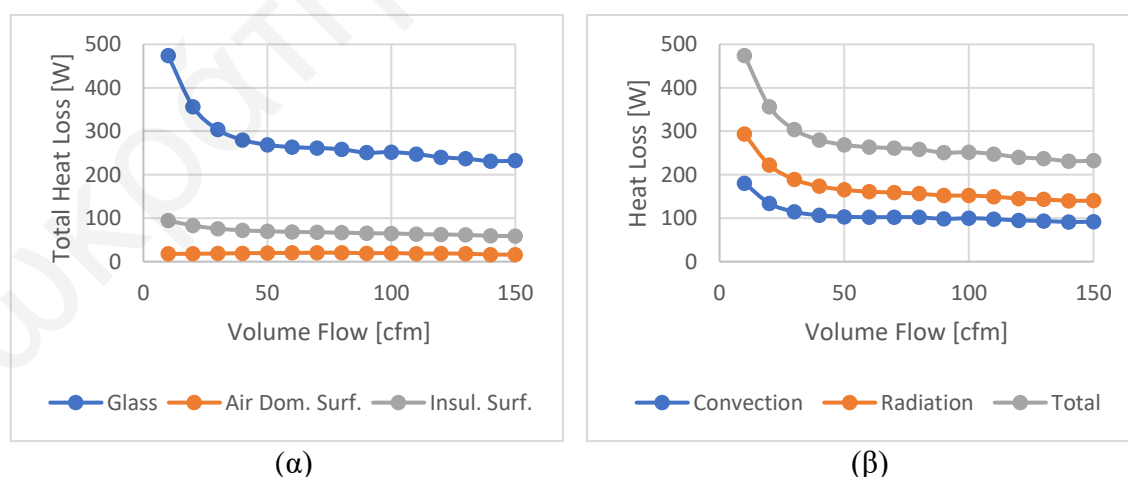 Total Heat Loss [W]
500
400
300
200
100
0
0 50 100 150
Volume Flow [cfm]
Glass Air Dom. Surf. Insul. Surf.
(α)
Heat Loss [W]
500
400
300
200
100
0
0 50 100 150
Volume Flow [cfm]
Convection Radiation Total
(β)